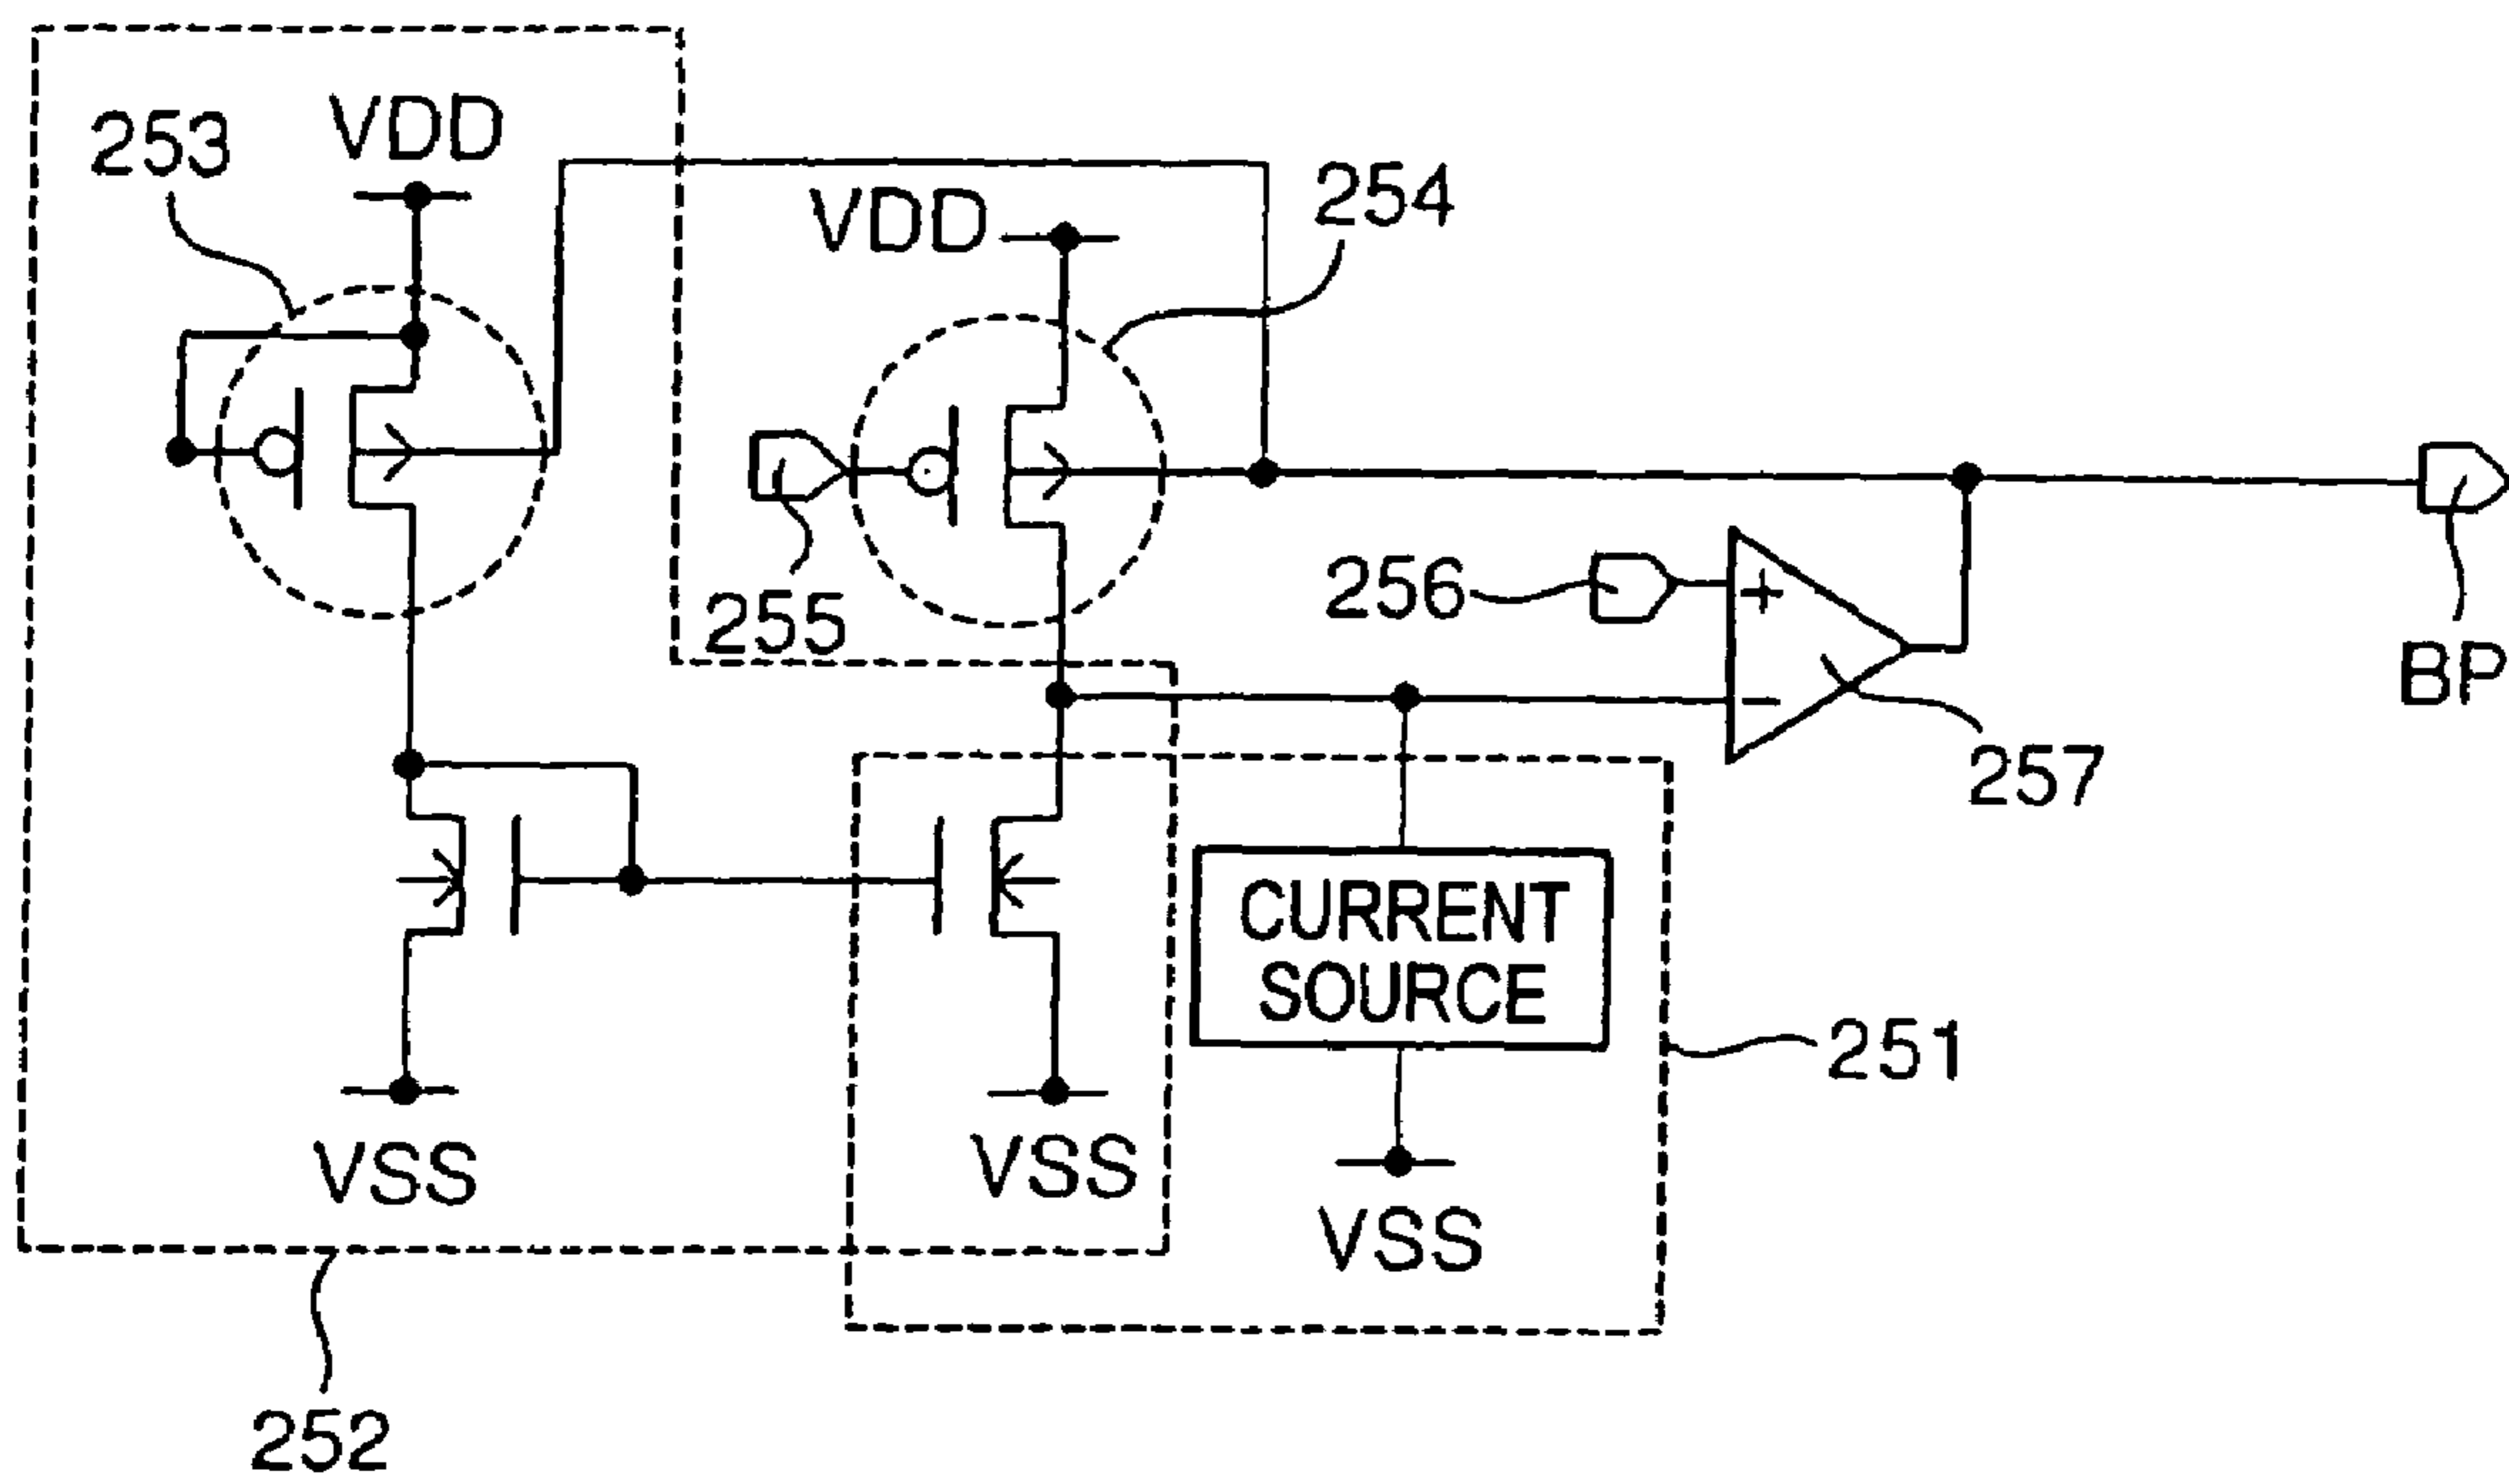 253
VDD
VDD
254
255
256
+
−
BP
257
CURRENT
SOURCE
251
VSS
VSS
VSS
252